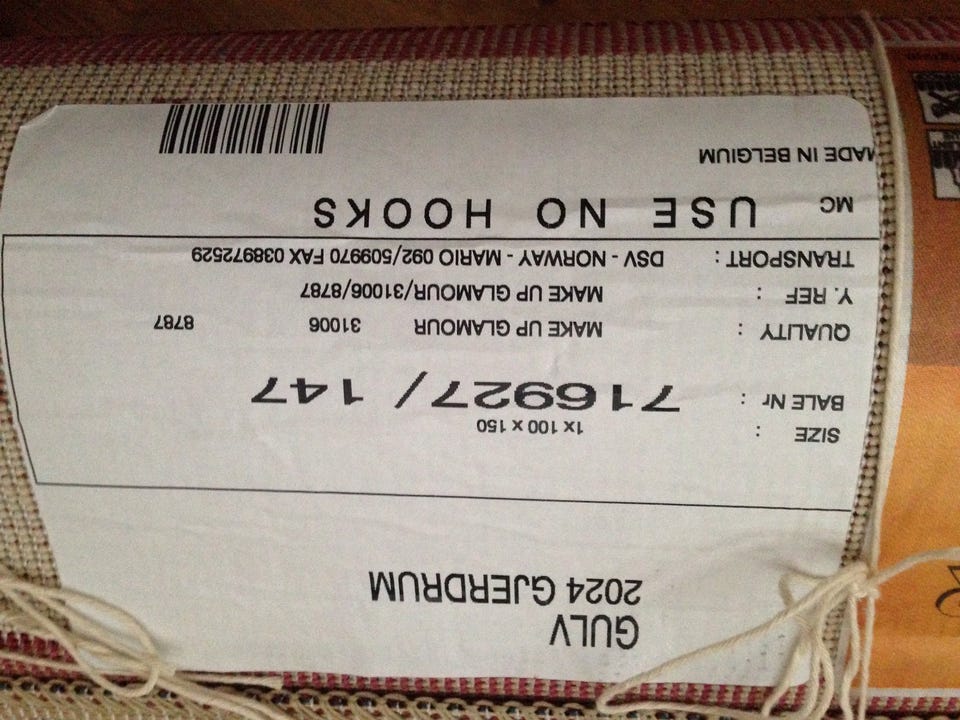 GULV
2024 GJERDRUM
SIZE : 1x 100 x 150
BALE Nr : 716927/ 147
QUALITY : MAKE UP GLAMOUR 31006 8787
Y. REF : MAKE UP GLAMOUR/31006/8787
TRANSPORT : DSV - NORWAY - MARIO 092/509970 FAX 038972529
MC USE NO HOOKS
MADE IN BELGIUM